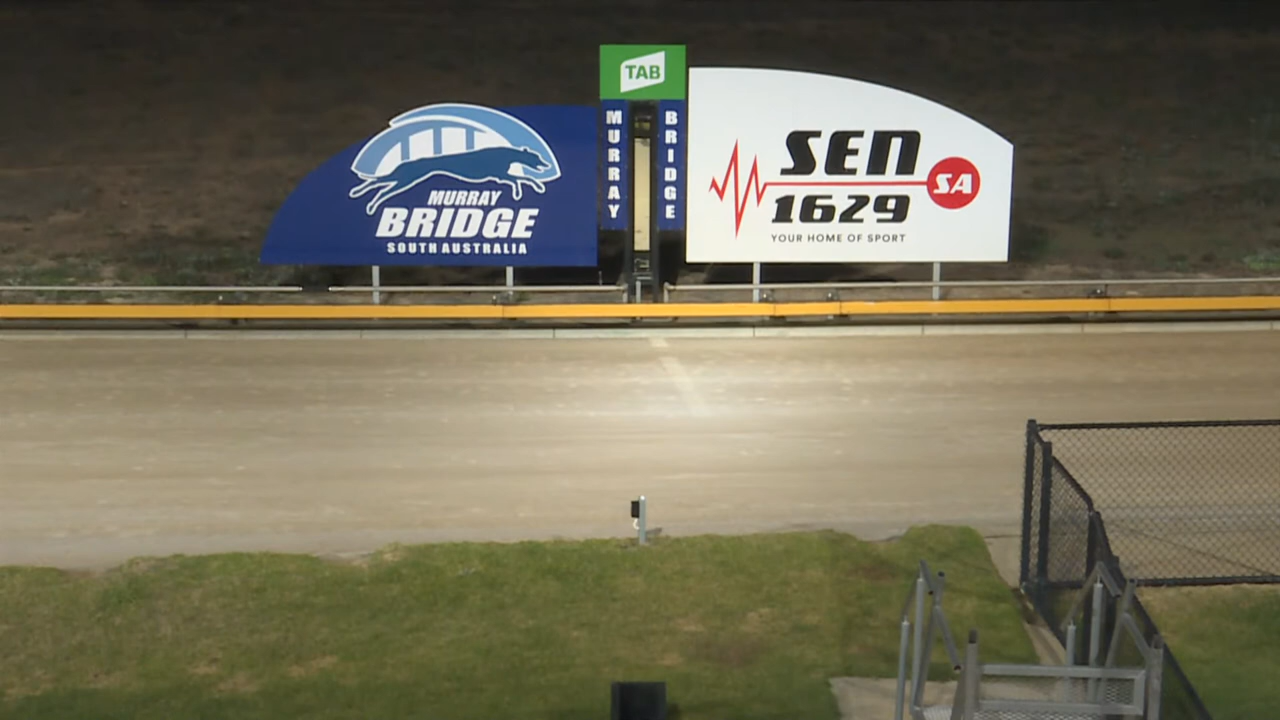 TAB
MURRAY
BRIDGE
MURRAY
BRIDGE
SOUTH AUSTRALIA
SEN
SA
1629
YOUR HOME OF SPORT